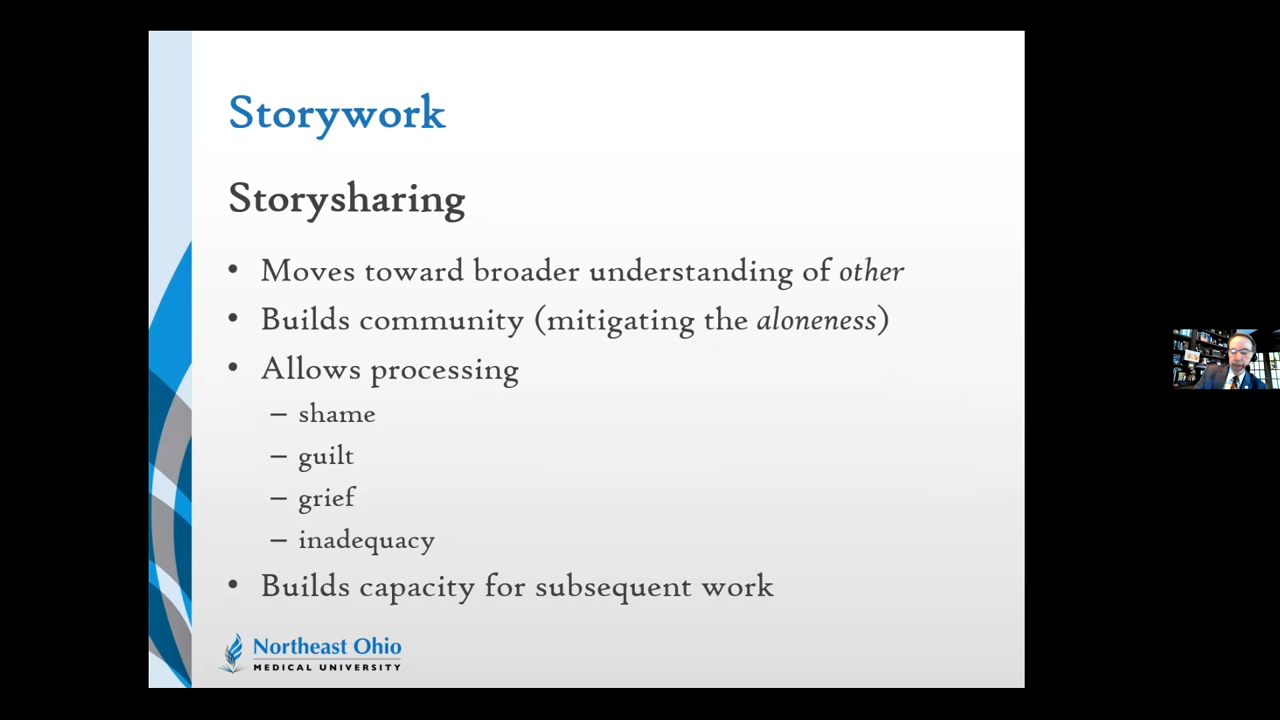 Storywork
Storysharing
• Moves toward broader understanding of other
• Builds community (mitigating the aloneness)
• Allows processing
– shame
– guilt
– grief
– inadequacy
• Builds capacity for subsequent work
Northeast Ohio
MEDICAL UNIVERSITY